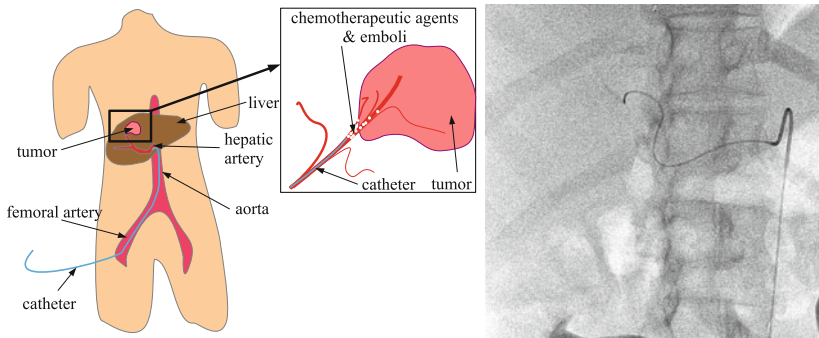 chemotherapeutic agents
& emboli
liver
tumor
hepatic
artery
catheter
tumor
femoral artery
aorta
catheter